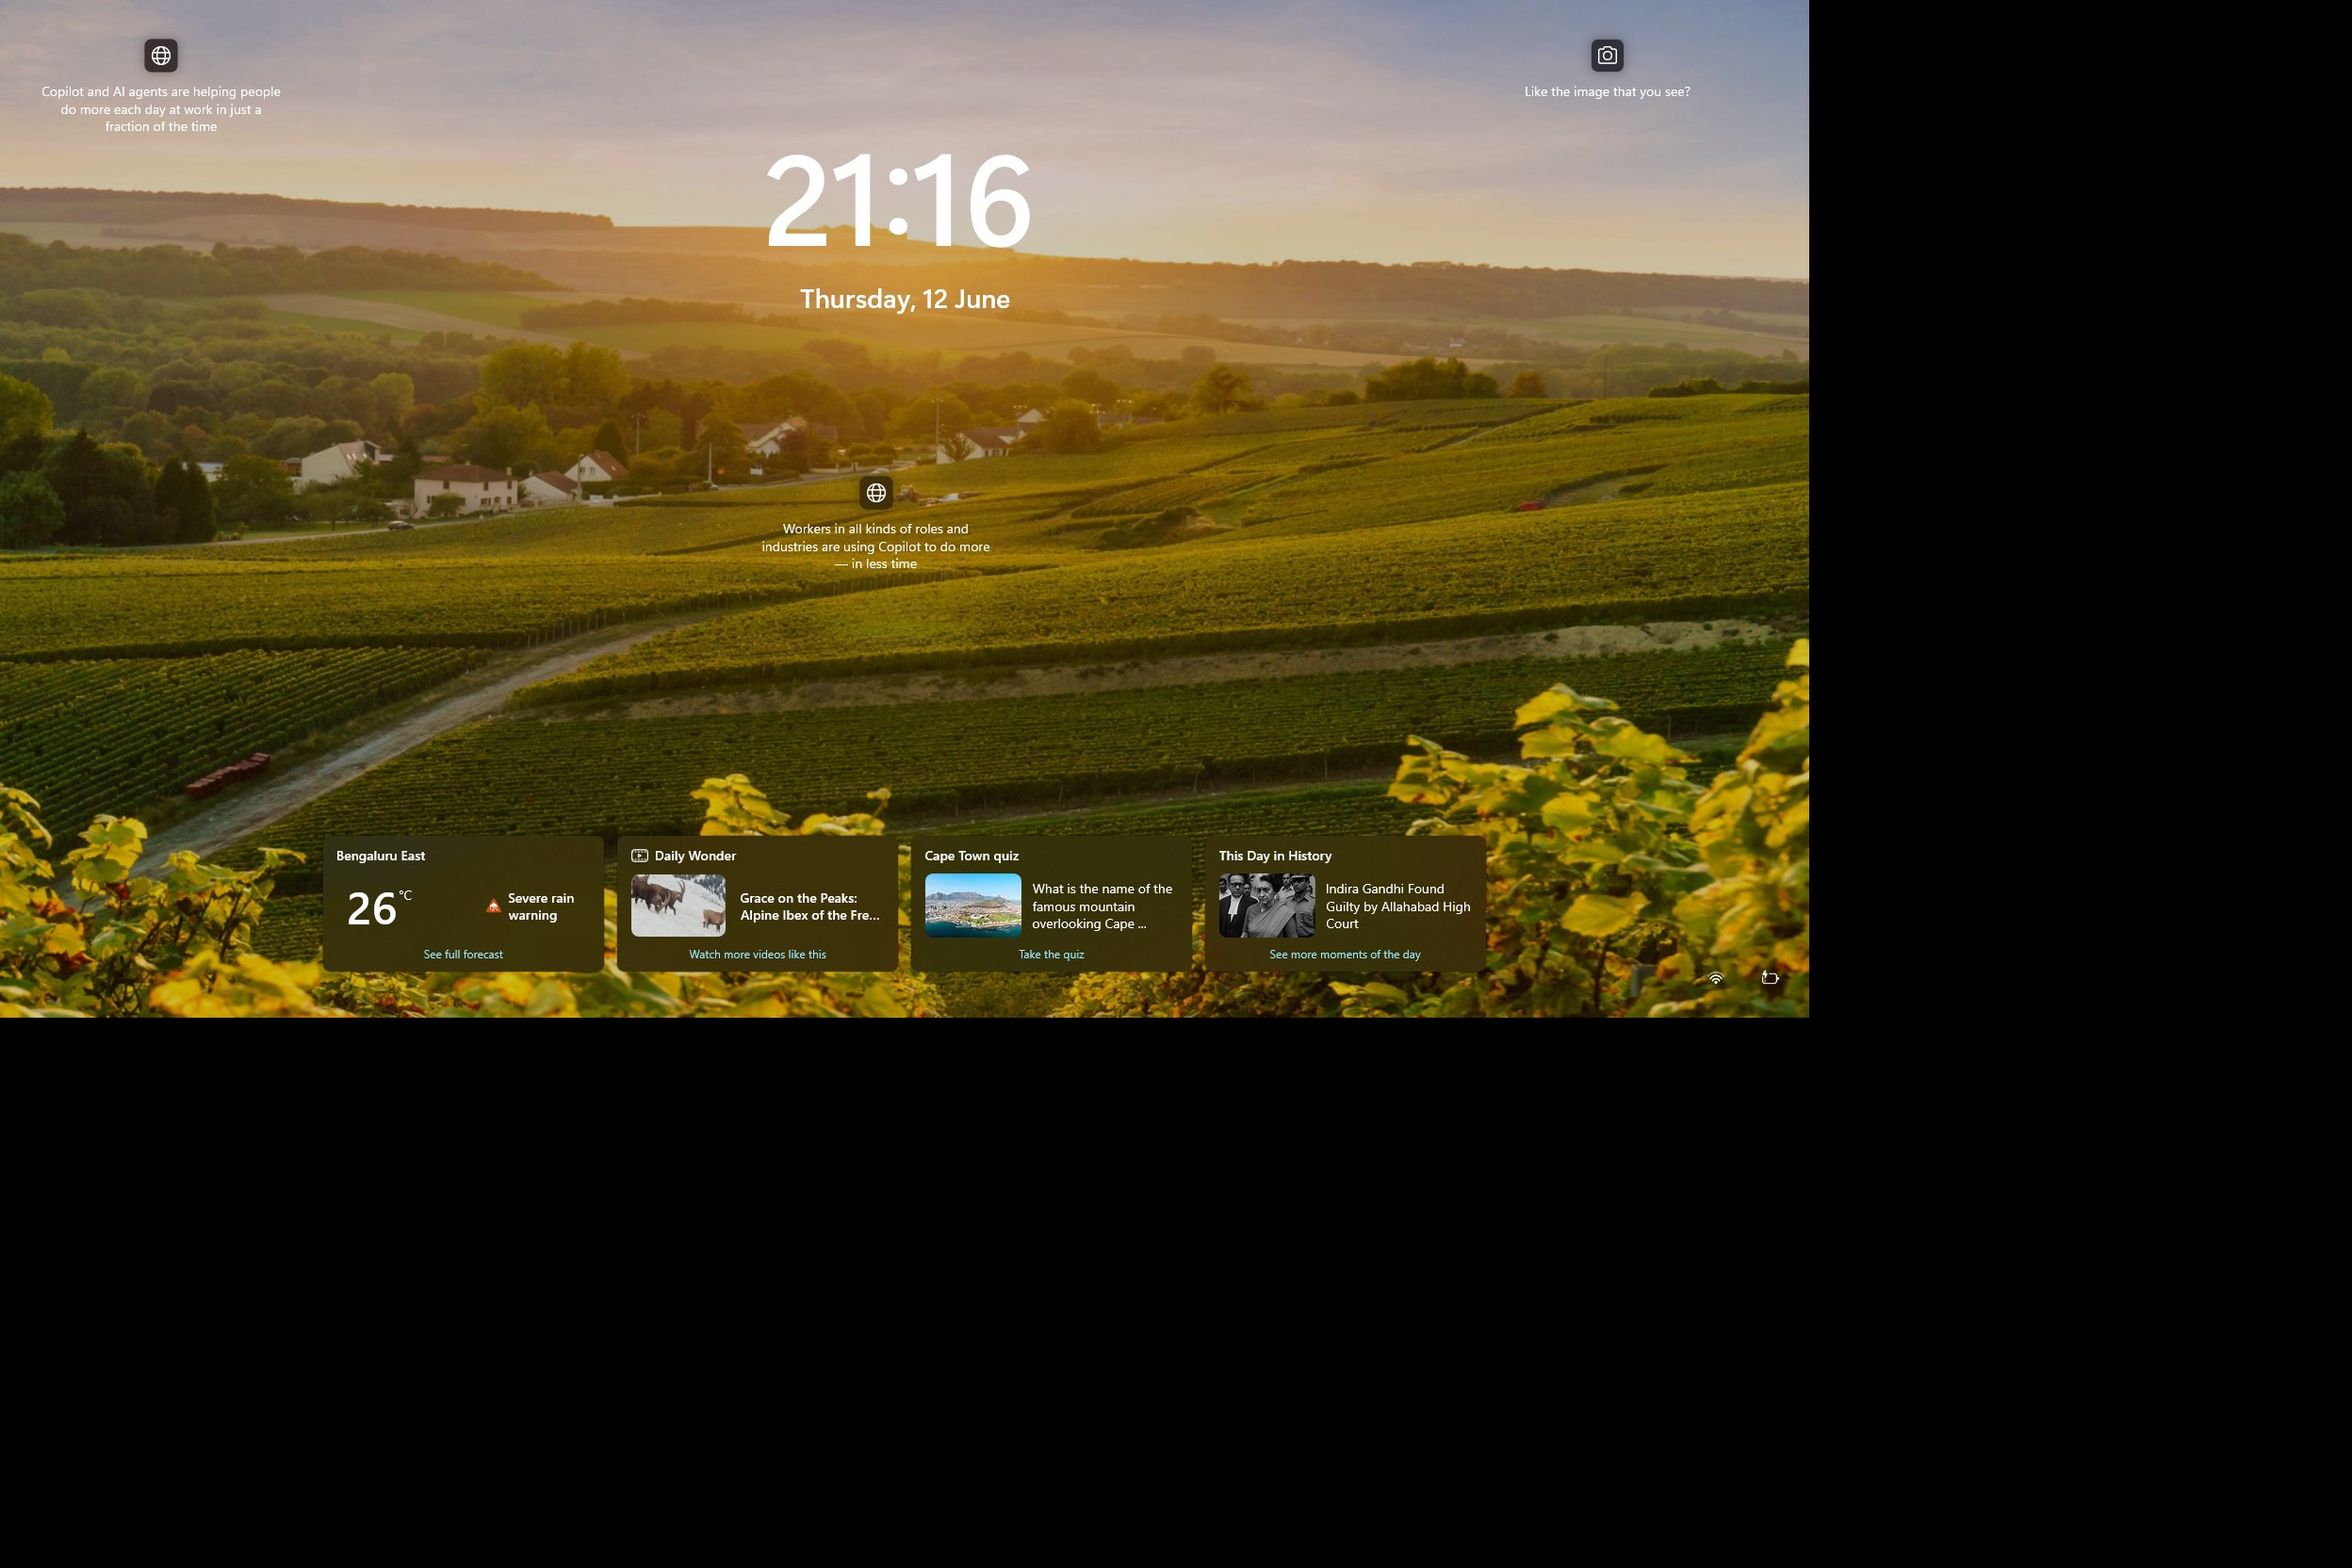 Copilot and AI agents are helping people
do more each day at work in just a
fraction of the time
Like the image that you see?
21:16
Thursday, 12 June
Workers in all kinds of roles and
industries are using Copilot to do more
— in less time
Bengaluru East
26 °C
Severe rain
warning
See full forecast
Daily Wonder
Grace on the Peaks:
Alpine Ibex of the Fre...
Watch more videos like this
Cape Town quiz
What is the name of the
famous mountain
overlooking Cape ...
Take the quiz
This Day in History
Indira Gandhi Found
Guilty by Allahabad High
Court
See more moments of the day